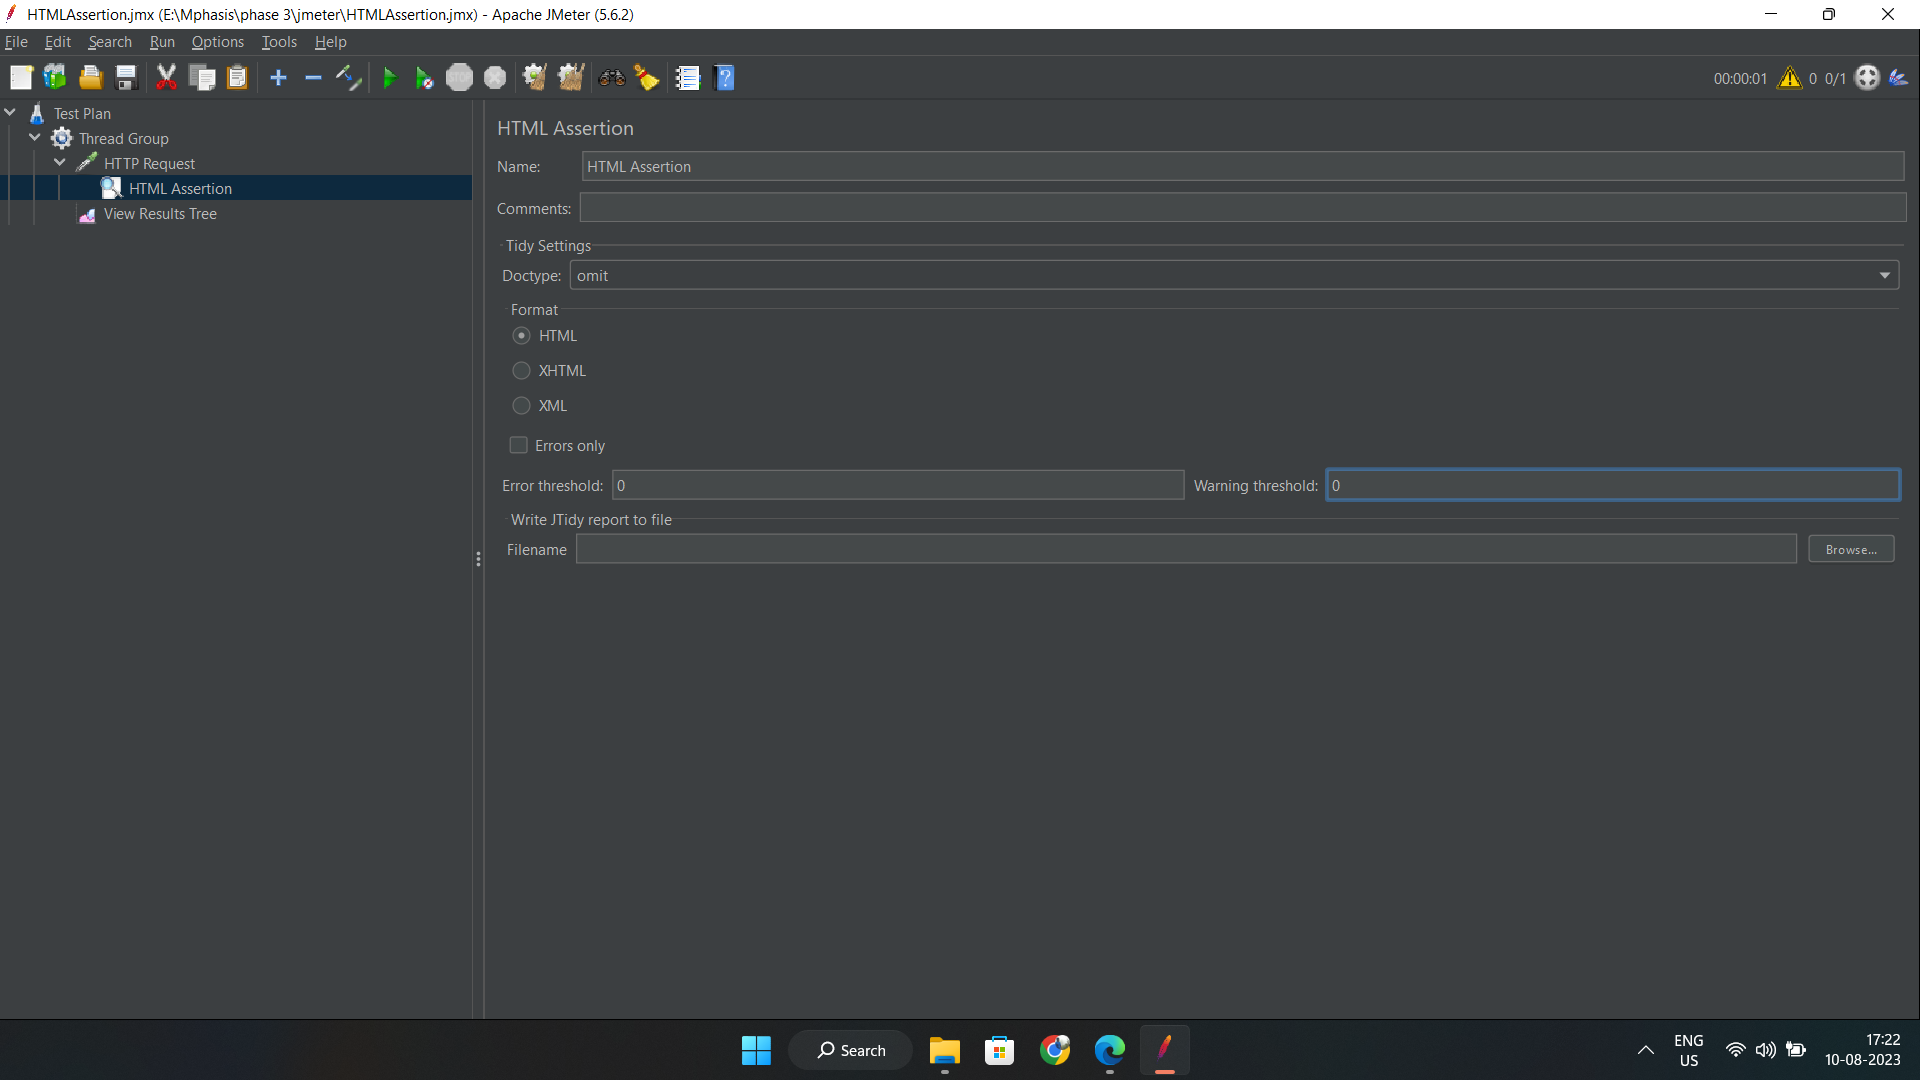 HTMLAssertion.jmx (E:\Mphasis\phase 3\jmeter\HTMLAssertion.jmx) - Apache JMeter (5.6.2)
File Edit Search Run Options Tools Help
STOP
00:00:01 0 0/1
Test Plan
Thread Group
HTTP Request
HTML Assertion
View Results Tree
HTML Assertion
Name: HTML Assertion
Comments:
Tidy Settings
Doctype: omit
Format
HTML
XHTML
XML
Errors only
Error threshold: 0 Warning threshold: 0
Write JTidy report to file
Filename Browse...
Search
ENG
US
17:22
10-08-2023